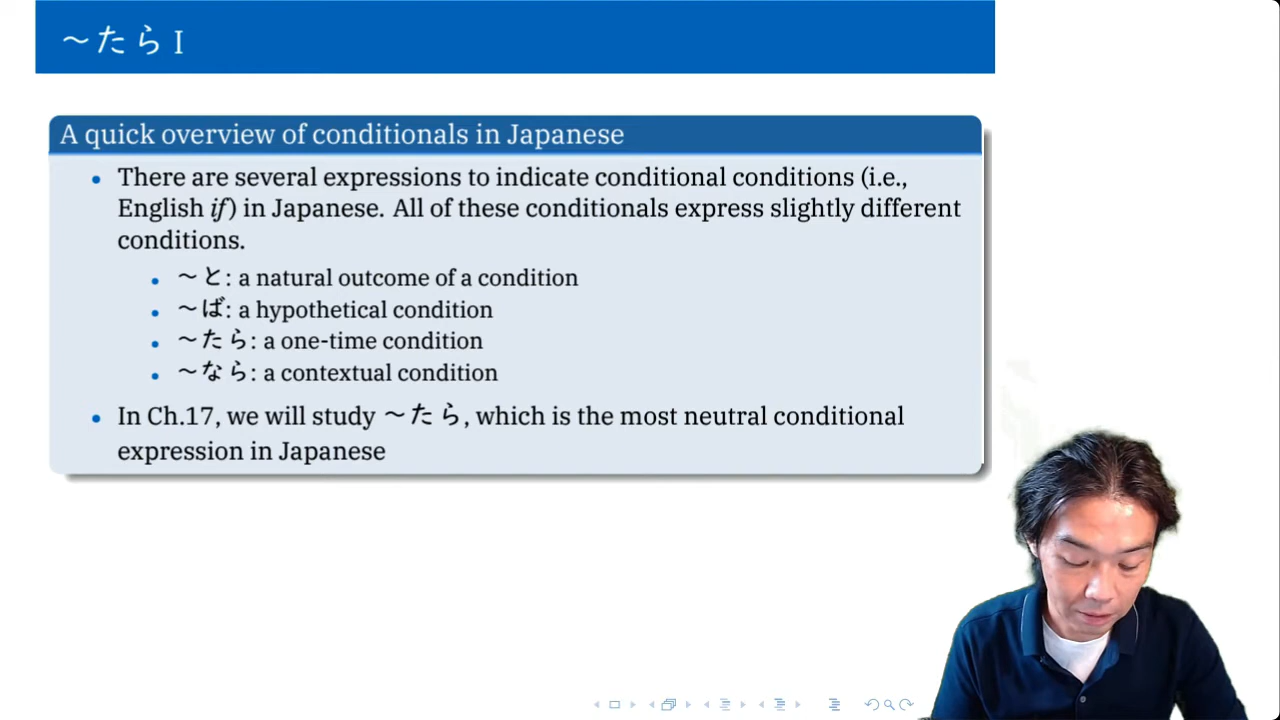 ～たら I
A quick overview of conditionals in Japanese
• There are several expressions to indicate conditional conditions (i.e.,
English if) in Japanese. All of these conditionals express slightly different
conditions.
• ～と: a natural outcome of a condition
• ～ば: a hypothetical condition
• ～たら: a one-time condition
• ～なら: a contextual condition
• In Ch.17, we will study ～たら, which is the most neutral conditional
expression in Japanese